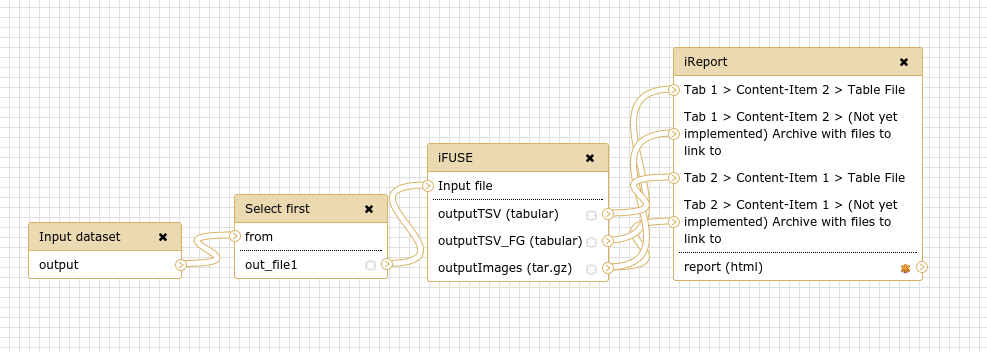 Input dataset
output
Select first
from
out_file1
iFUSE
Input file
outputTSV (tabular)
outputTSV_FG (tabular)
outputImages (tar.gz)
iReport
Tab 1 > Content-Item 2 > Table File
Tab 1 > Content-Item 2 > (Not yet
implemented) Archive with files to
link to
Tab 2 > Content-Item 1 > Table File
Tab 2 > Content-Item 1 > (Not yet
implemented) Archive with files to
link to
report (html)